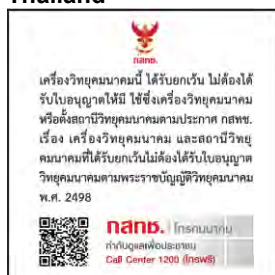 Thailand
กสทช.
เครื่องวิทยุคมนาคมนี้ ได้รับยกเว้น ไม่ต้องได้
รับใบอนุญาตให้มี ใช้ซึ่งเครื่องวิทยุคมนาคม
หรือตั้งสถานีวิทยุคมนาคมตามประกาศ กสทช.
เรื่อง เครื่องวิทยุคมนาคม และสถานีวิทยุ
คมนาคมที่ได้รับยกเว้นไม่ต้องได้รับใบอนุญาต
วิทยุคมนาคมตามพระราชบัญญัติวิทยุคมนาคม
พ.ศ. 2498
กสทช. โทรคมนาคม
กำกับดูแลเพื่อประชาชน
Call Center 1200 (โทรฟรี)